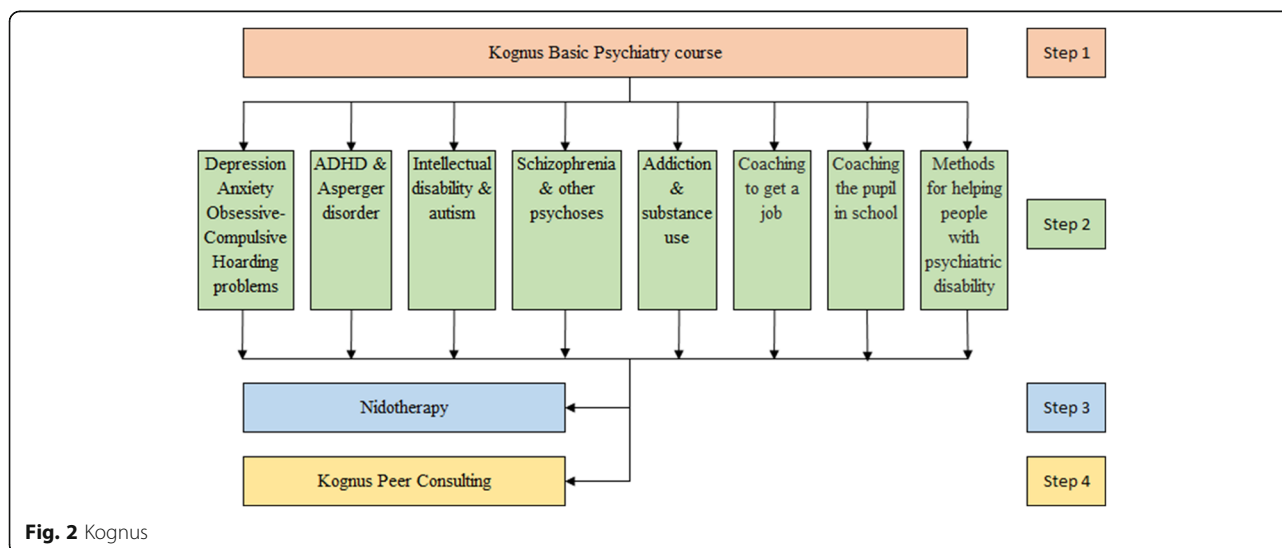 Kognus Basic Psychiatry course
Step 1
Depression
Anxiety
Obsessive-
Compulsive
Hoarding
problems
ADHD &
Asperger
disorder
Intellectual
disability &
autism
Schizophrenia
& other
psychoses
Addiction
&
substance
use
Coaching
to get a
job
Coaching
the pupil
in school
Methods
for helping
people
with
psychiatric
disability
Step 2
Nidotherapy
Step 3
Kognus Peer Consulting
Step 4
Fig. 2 Kognus